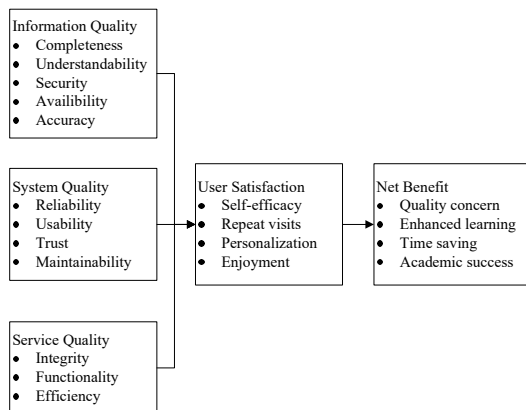 Information Quality
● Completeness
● Understandability
● Security
● Availibility
● Accuracy
System Quality
● Reliability
● Usability
● Trust
● Maintainability
Service Quality
● Integrity
● Functionality
● Efficiency
User Satisfaction
● Self-efficacy
● Repeat visits
● Personalization
● Enjoyment
Net Benefit
● Quality concern
● Enhanced learning
● Time saving
● Academic success